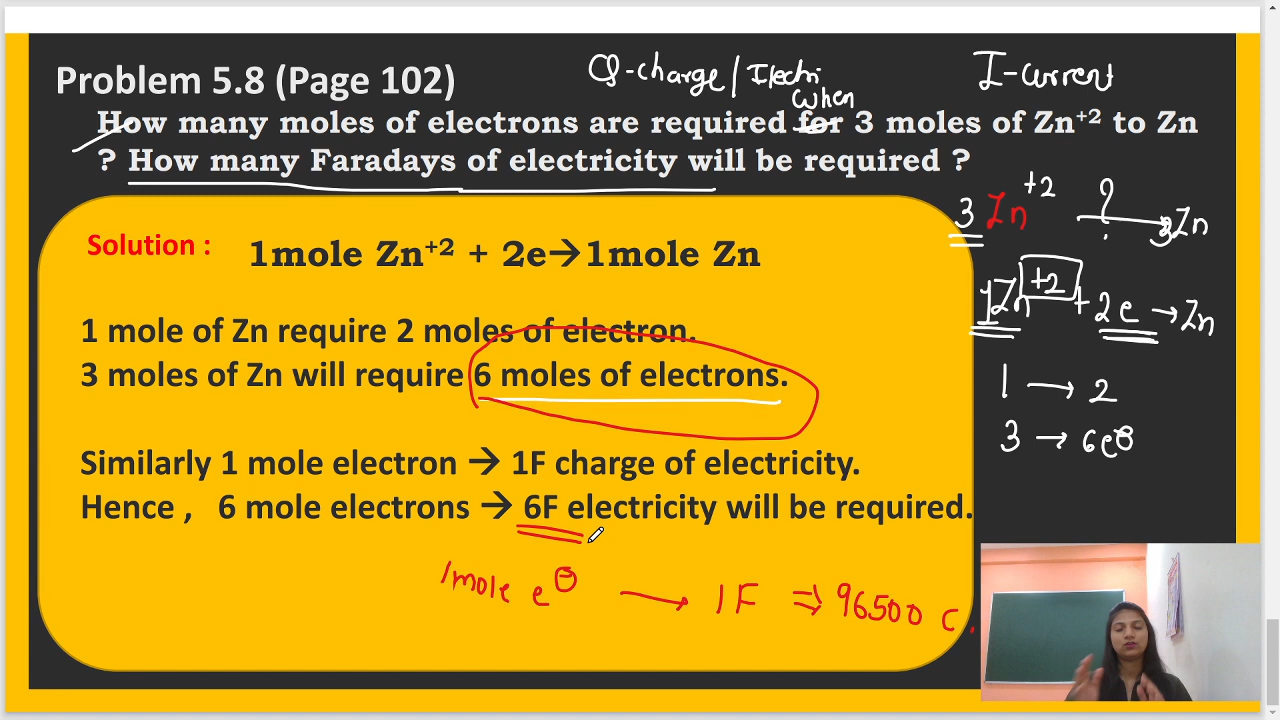 Problem 5.8 (Page 102)
Q-charge / Electri
I-current
when
How many moles of electrons are required for 3 moles of Zn+2 to Zn
? How many Faradays of electricity will be required ?
Solution :
1mole Zn+2 + 2e→1mole Zn
1 mole of Zn require 2 moles of electron.
3 moles of Zn will require 6 moles of electrons.
Similarly 1 mole electron → 1F charge of electricity.
Hence , 6 mole electrons → 6F electricity will be required.
1mole e⊖ → 1F ⇒ 96500 C.
3 Zn+2 ? → 3Zn
1Zn+2 + 2e → Zn
1 → 2
3 → 6e⊖